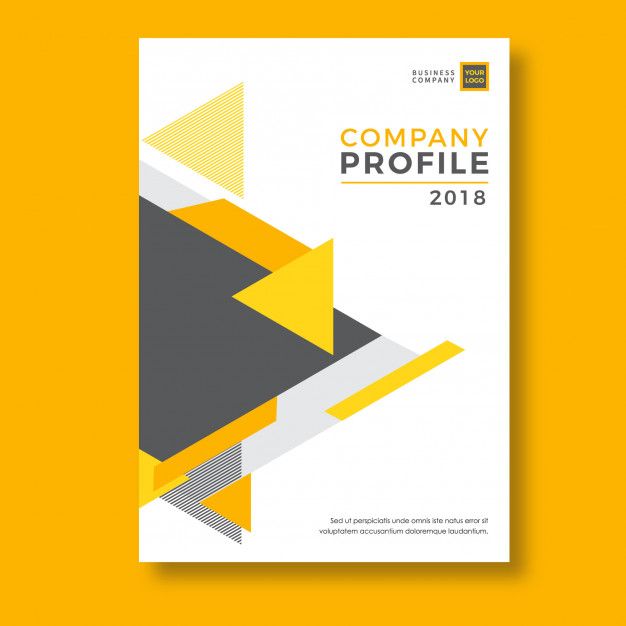 BUSINESS
COMPANY
YOUR
LOGO
COMPANY
PROFILE
2018
Sed ut perspiciatis unde omnis iste natus error sit
voluptatem accusantium doloremque laudantium.